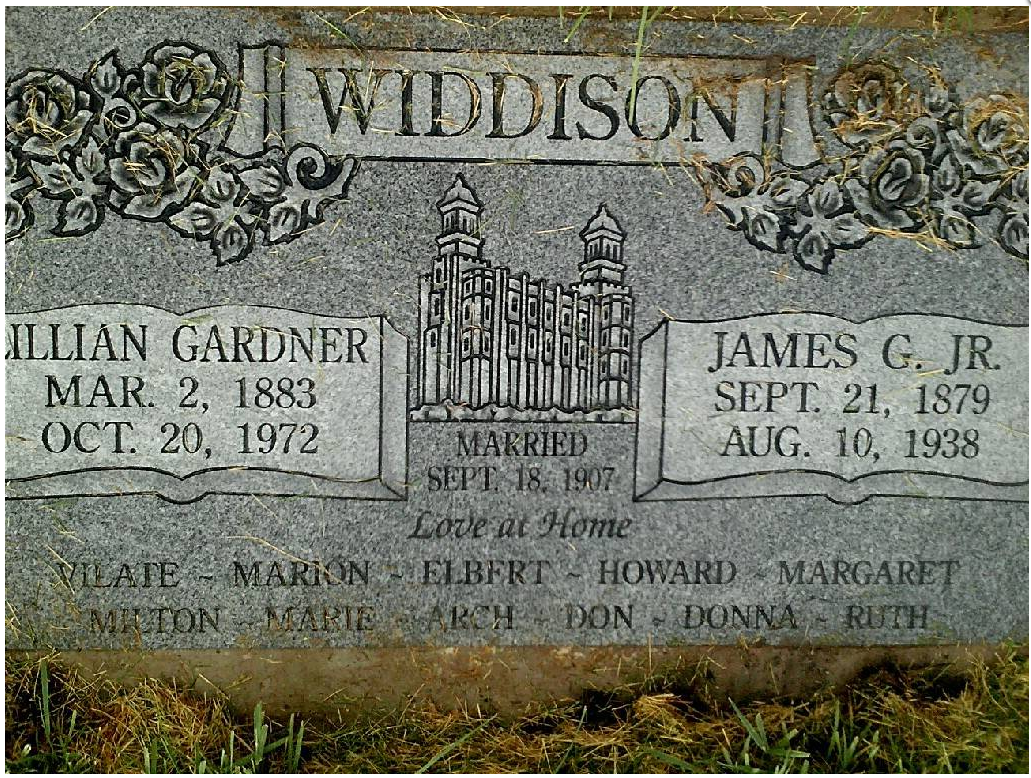 WIDDISON
ILLIAN GARDNER
MAR. 2, 1883
OCT. 20, 1972
MARRIED
SEPT. 18, 1907
JAMES G. JR.
SEPT. 21, 1879
AUG. 10, 1938
Love at Home
VILATE ~ MARION ~ ELBERT ~ HOWARD ~ MARGARET
MILTON ~ MARIE ~ ARCH ~ DON ~ DONNA ~ RUTH